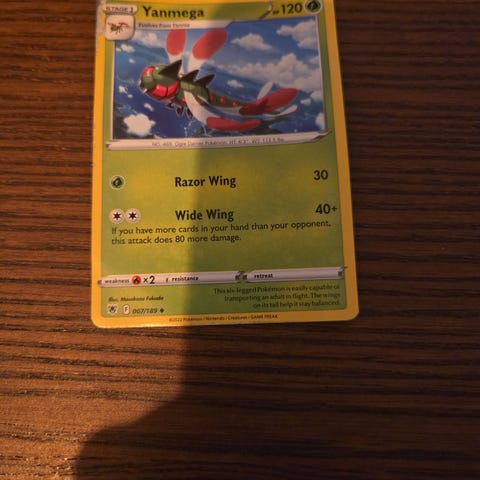 STAGE 1
Yanmega
HP 120
Evolves from Yanma
NO. 469 Ogre Darner Pokémon HT: 6'3" WT: 113.5 lbs.
Razor Wing 30
Wide Wing 40+
If you have more cards in your hand than your opponent,
this attack does 80 more damage.
weakness ×2 resistance retreat
This six-legged Pokémon is easily capable of
transporting an adult in flight. The wings
on its tail help it stay balanced.
Illus. Masakazu Fukuda
F 007/189
©2022 Pokémon / Nintendo / Creatures / GAME FREAK